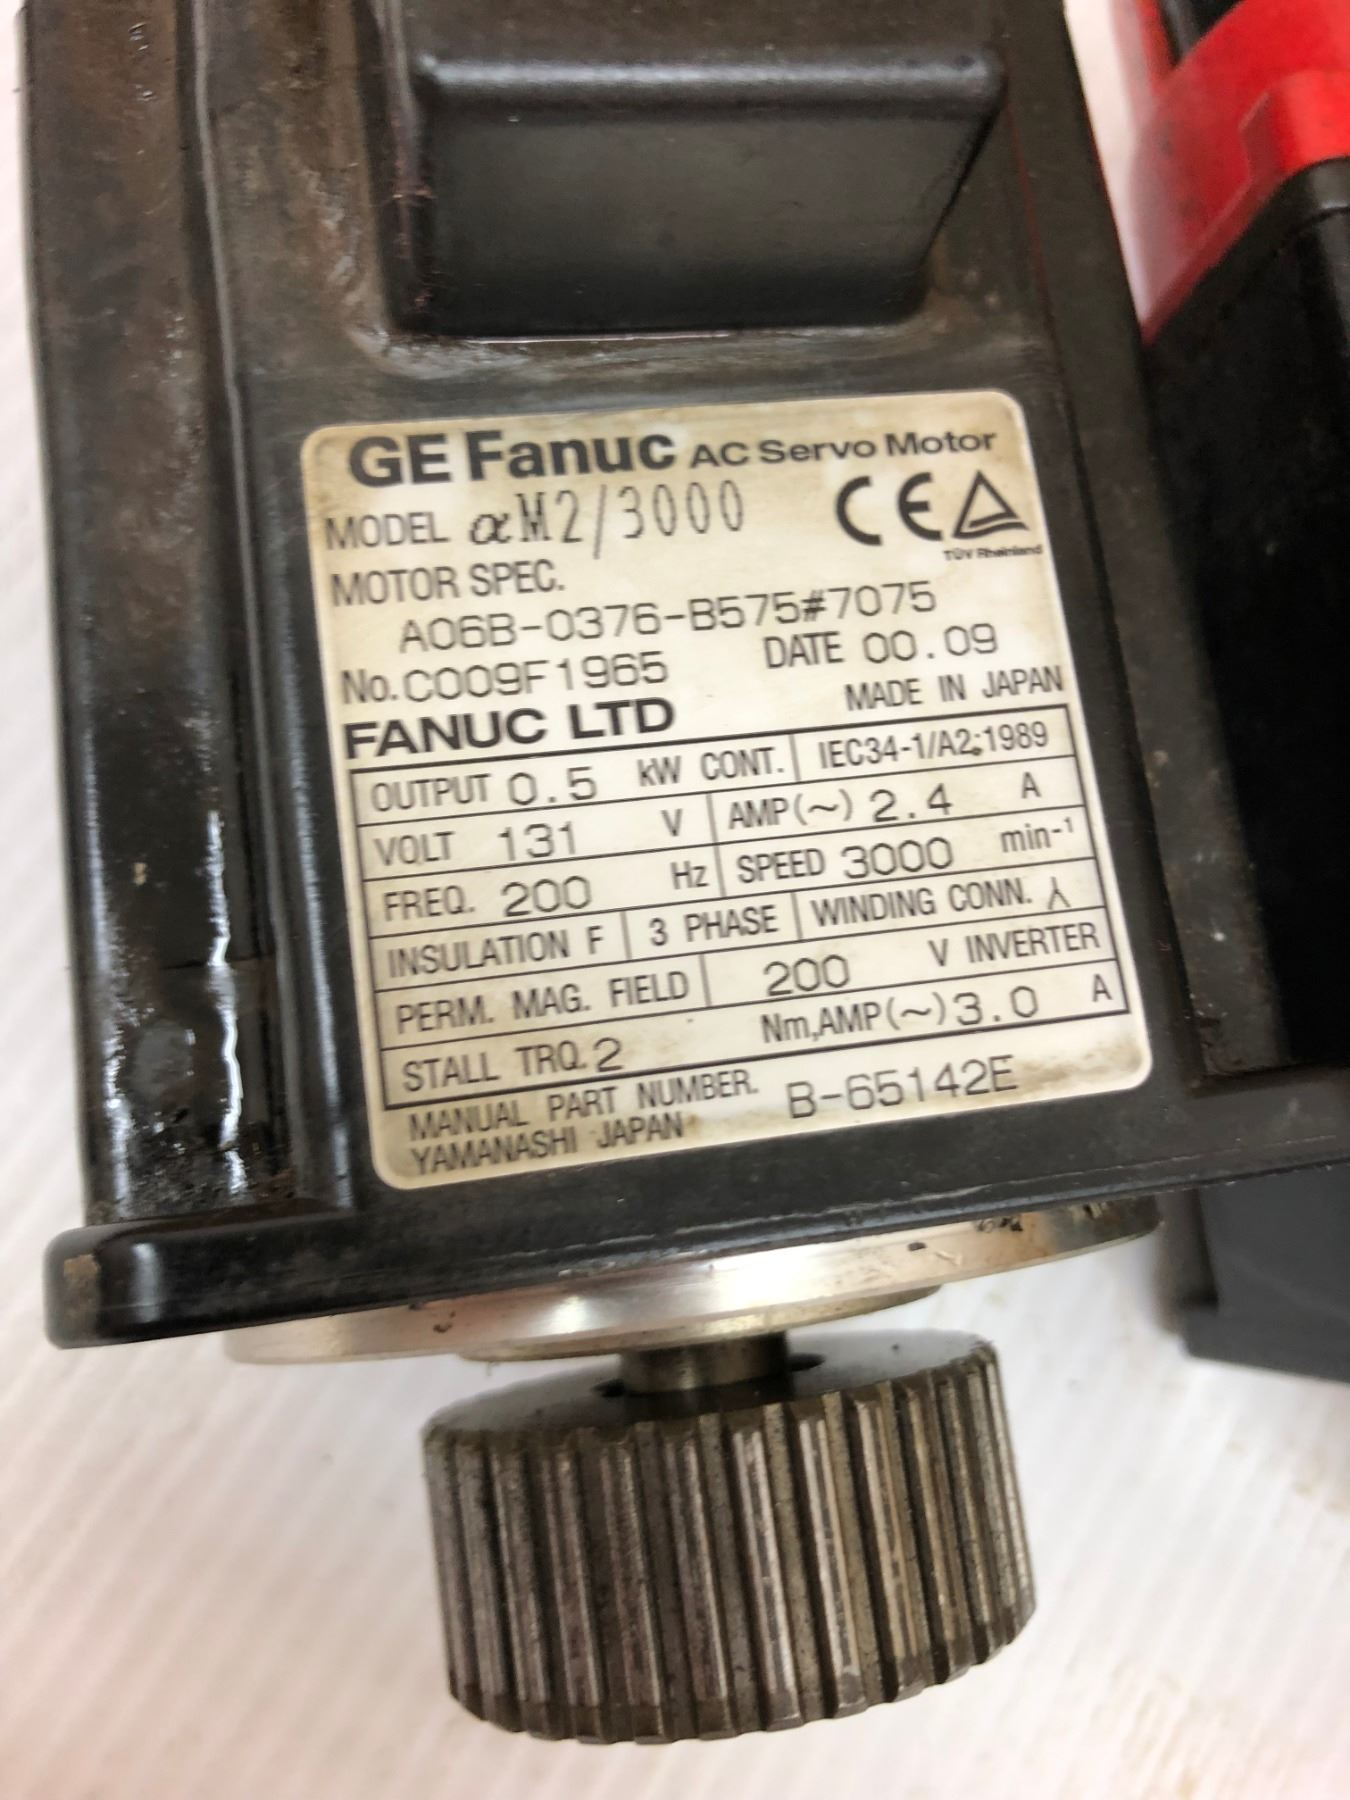 GE Fanuc AC Servo Motor
MODEL αM2/3000 CE
TÜV Rheinland
MOTOR SPEC.
A06B-0376-B575#7075
No. C009F1965 DATE 00.09
FANUC LTD MADE IN JAPAN
OUTPUT 0.5 kW CONT. IEC34-1/A2:1989
VOLT 131 V AMP(~) 2.4 A
FREQ. 200 Hz SPEED 3000 min-¹
INSULATION F 3 PHASE WINDING CONN. ⅄
PERM. MAG. FIELD 200 V INVERTER
STALL TRQ. 2 Nm,AMP(~) 3.0 A
MANUAL PART NUMBER. B-65142E
YAMANASHI JAPAN